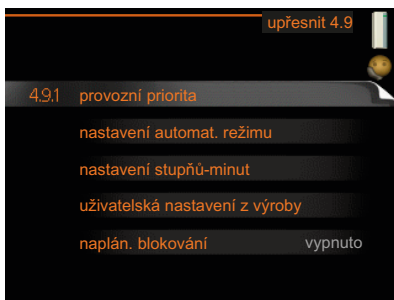 upřesnit 4.9
4.9.1 provozní priorita
nastavení automat. režimu
nastavení stupňů-minut
uživatelská nastavení z výroby
naplán. blokování vypnuto